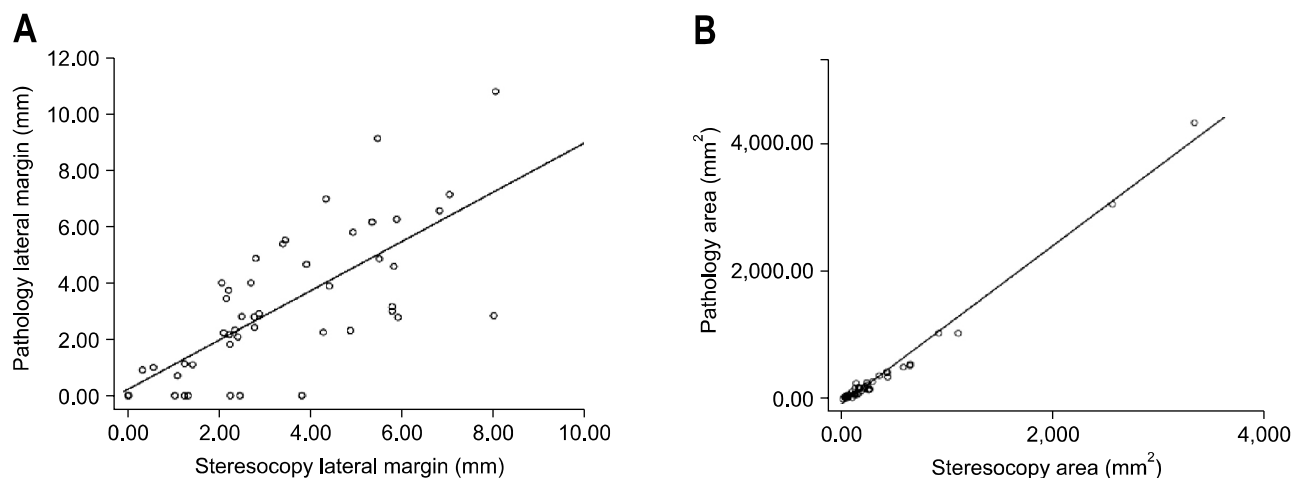 A
Pathology lateral margin (mm)
12.00
10.00
8.00
6.00
4.00
2.00
0.00
0.00 2.00 4.00 6.00 8.00 10.00
Steresocopy lateral margin (mm)
B
Pathology area (mm²)
4,000.00
2,000.00
0.00
0.00 2,000 4,000
Steresocopy area (mm²)